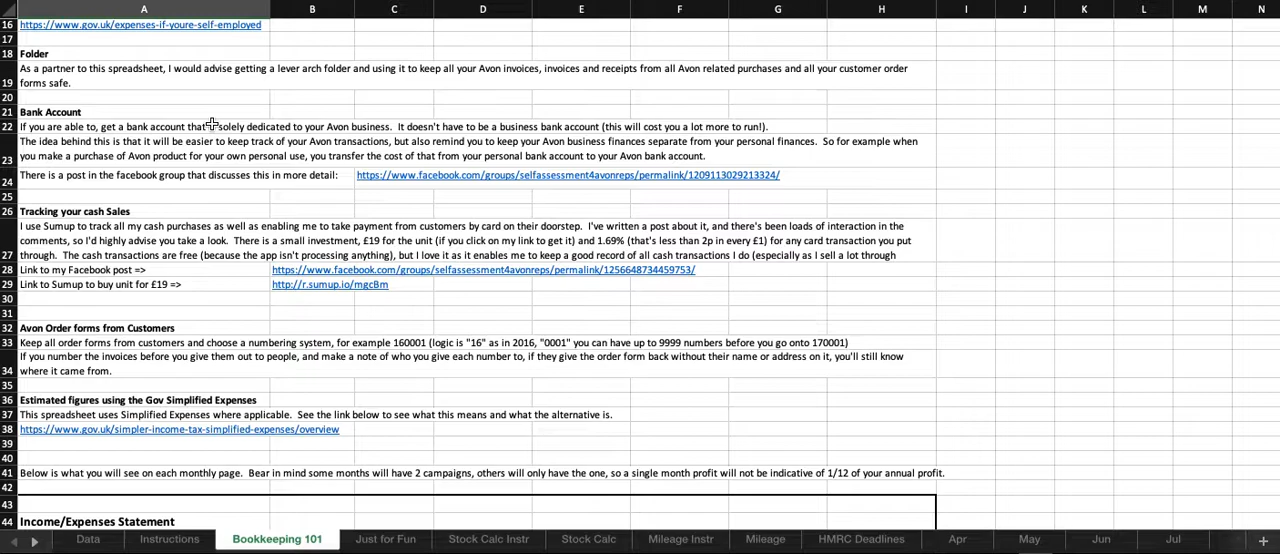 A B C D E F G H I J K L M N
16 https://www.gov.uk/expenses-if-youre-self-employed
17
18 Folder
As a partner to this spreadsheet, I would advise getting a lever arch folder and using it to keep all your Avon invoices, invoices and receipts from all Avon related purchases and all your customer order
19 forms safe.
20
21 Bank Account
22 If you are able to, get a bank account that solely dedicated to your Avon business. It doesn't have to be a business bank account (this will cost you a lot more to run!).
The idea behind this is that it will be easier to keep track of your Avon transactions, but also remind you to keep your Avon business finances separate from your personal finances. So for example when
23 you make a purchase of Avon product for your own personal use, you transfer the cost of that from your personal bank account to your Avon bank account.
24 There is a post in the facebook group that discusses this in more detail: https://www.facebook.com/groups/selfassessment4avonreps/permalink/1209113029213324/
25
26 Tracking your cash Sales
I use Sumup to track all my cash purchases as well as enabling me to take payment from customers by card on their doorstep. I've written a post about it, and there's been loads of interaction in the
comments, so I'd highly advise you take a look. There is a small investment, £19 for the unit (if you click on my link to get it) and 1.69% (that's less than 2p in every £1) for any card transaction you put
27 through. The cash transactions are free (because the app isn't processing anything), but I love it as it enables me to keep a good record of all cash transactions I do (especially as I sell a lot through
28 Link to my Facebook post => https://www.facebook.com/groups/selfassessment4avonreps/permalink/1256648734459753/
29 Link to Sumup to buy unit for £19 => http://r.sumup.io/mgcBm
30
31
32 Avon Order forms from Customers
33 Keep all order forms from customers and choose a numbering system, for example 160001 (logic is "16" as in 2016, "0001" you can have up to 9999 numbers before you go onto 170001)
If you number the invoices before you give them out to people, and make a note of who you give each number to, if they give the order form back without their name or address on it, you'll still know
34 where it came from.
35
36 Estimated figures using the Gov Simplified Expenses
37 This spreadsheet uses Simplified Expenses where applicable. See the link below to see what this means and what the alternative is.
38 https://www.gov.uk/simpler-income-tax-simplified-expenses/overview
39
40
41 Below is what you will see on each monthly page. Bear in mind some months will have 2 campaigns, others will only have the one, so a single month profit will not be indicative of 1/12 of your annual profit.
42
43
44 Income/Expenses Statement
Data Instructions Bookkeeping 101 Just for Fun Stock Calc Instr Stock Calc Mileage Instr Mileage HMRC Deadlines Apr May Jun Jul